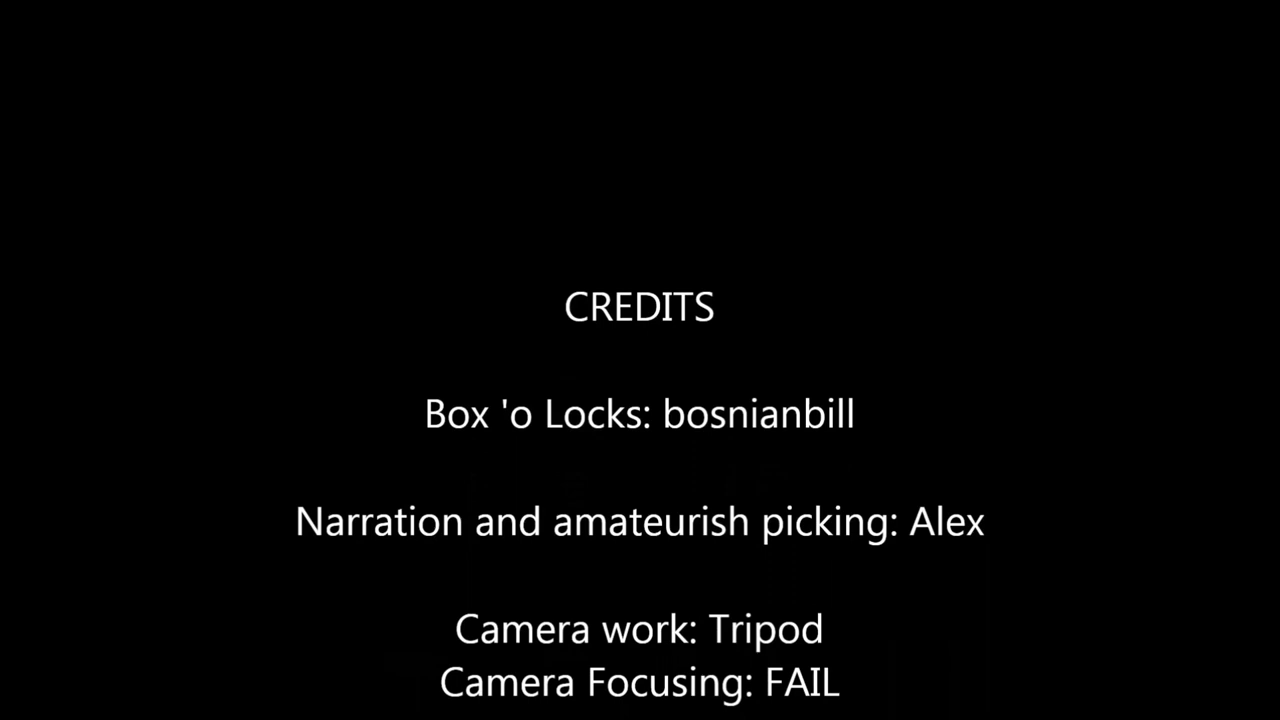 CREDITS
Box 'o Locks: bosnianbill
Narration and amateurish picking: Alex
Camera work: Tripod
Camera Focusing: FAIL